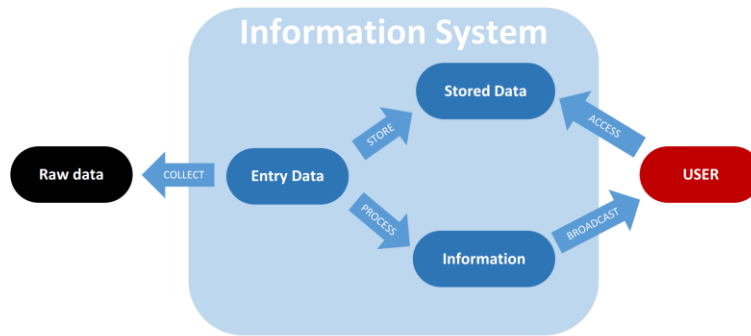 Information System
Stored Data
STORE
ACCESS
Raw data
COLLECT
Entry Data
USER
PROCESS
BROADCAST
Information